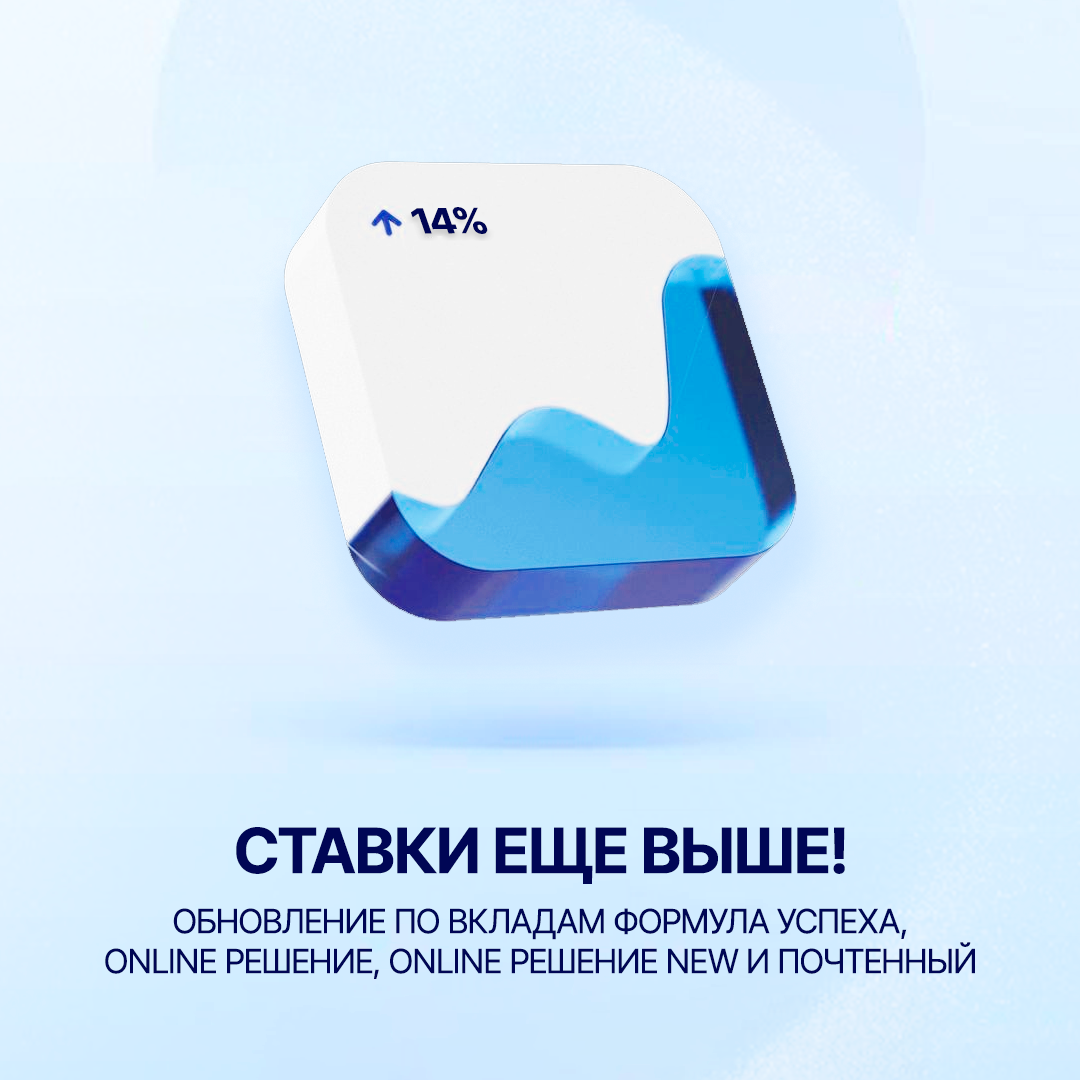 14%
СТАВКИ ЕЩЕ ВЫШЕ!
ОБНОВЛЕНИЕ ПО ВКЛАДАМ ФОРМУЛА УСПЕХА,
ONLINE РЕШЕНИЕ, ONLINE РЕШЕНИЕ NEW И ПОЧТЕННЫЙ